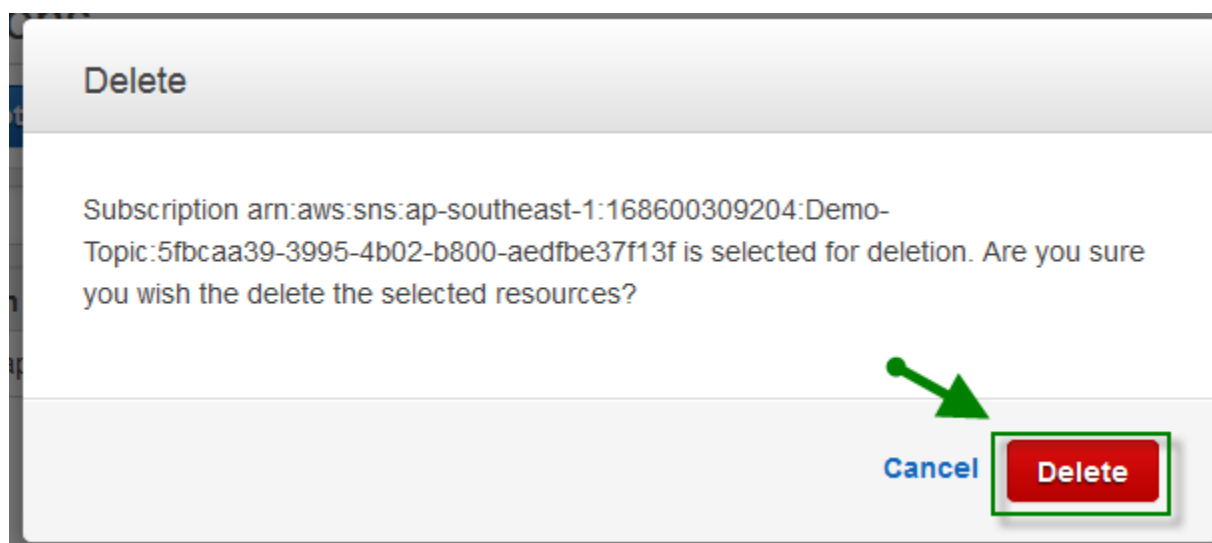 Delete
Subscription arn:aws:sns:ap-southeast-1:168600309204:Demo-
Topic:5fbcaa39-3995-4b02-b800-aedfbe37f13f is selected for deletion. Are you sure
you wish the delete the selected resources?
Cancel Delete